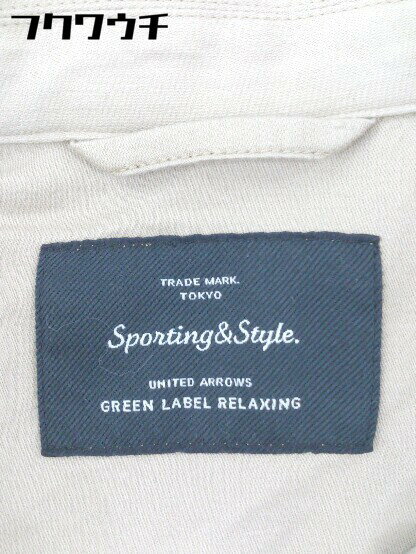 フクワウチ
TRADE MARK.
TOKYO
Sporting&Style.
UNITED ARROWS
GREEN LABEL RELAXING